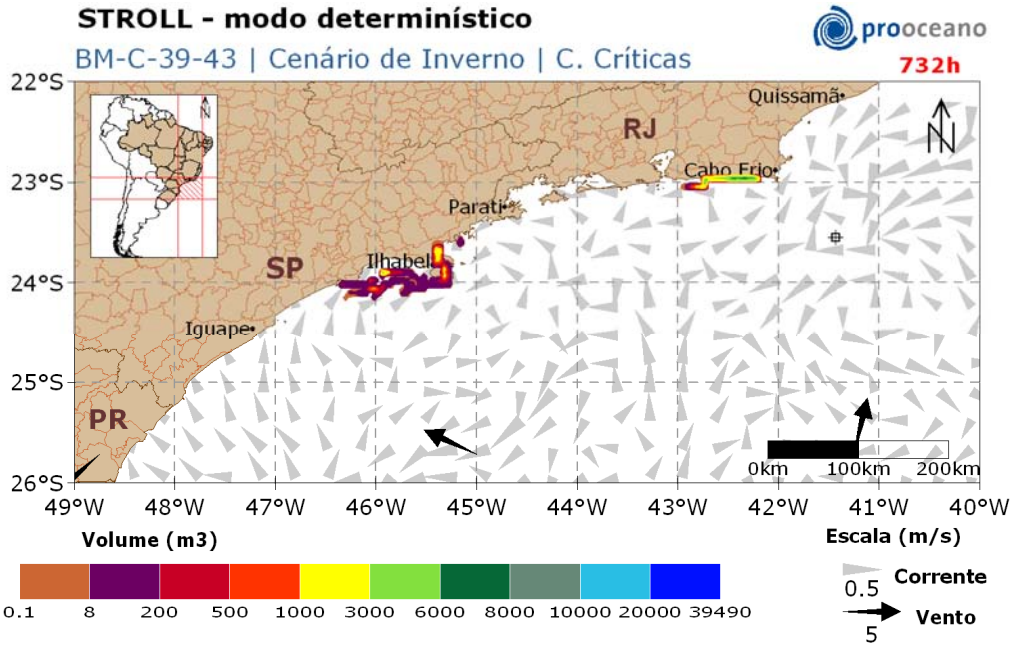 STROLL - modo determinístico
prooceano
BM-C-39-43 | Cenário de Inverno | C. Críticas
732h
22°S
Quissamã
N
N
RJ
Cabo Frio
23°S
Parati
Ilhabela
SP
24°S
Iguape
25°S
PR
0km 100km 200km
26°S
49°W 48°W 47°W 46°W 45°W 44°W 43°W 42°W 41°W 40°W
Volume (m3)
Escala (m/s)
0.1 8 200 500 1000 3000 6000 8000 10000 20000 39490
0.5 Corrente
Vento
5